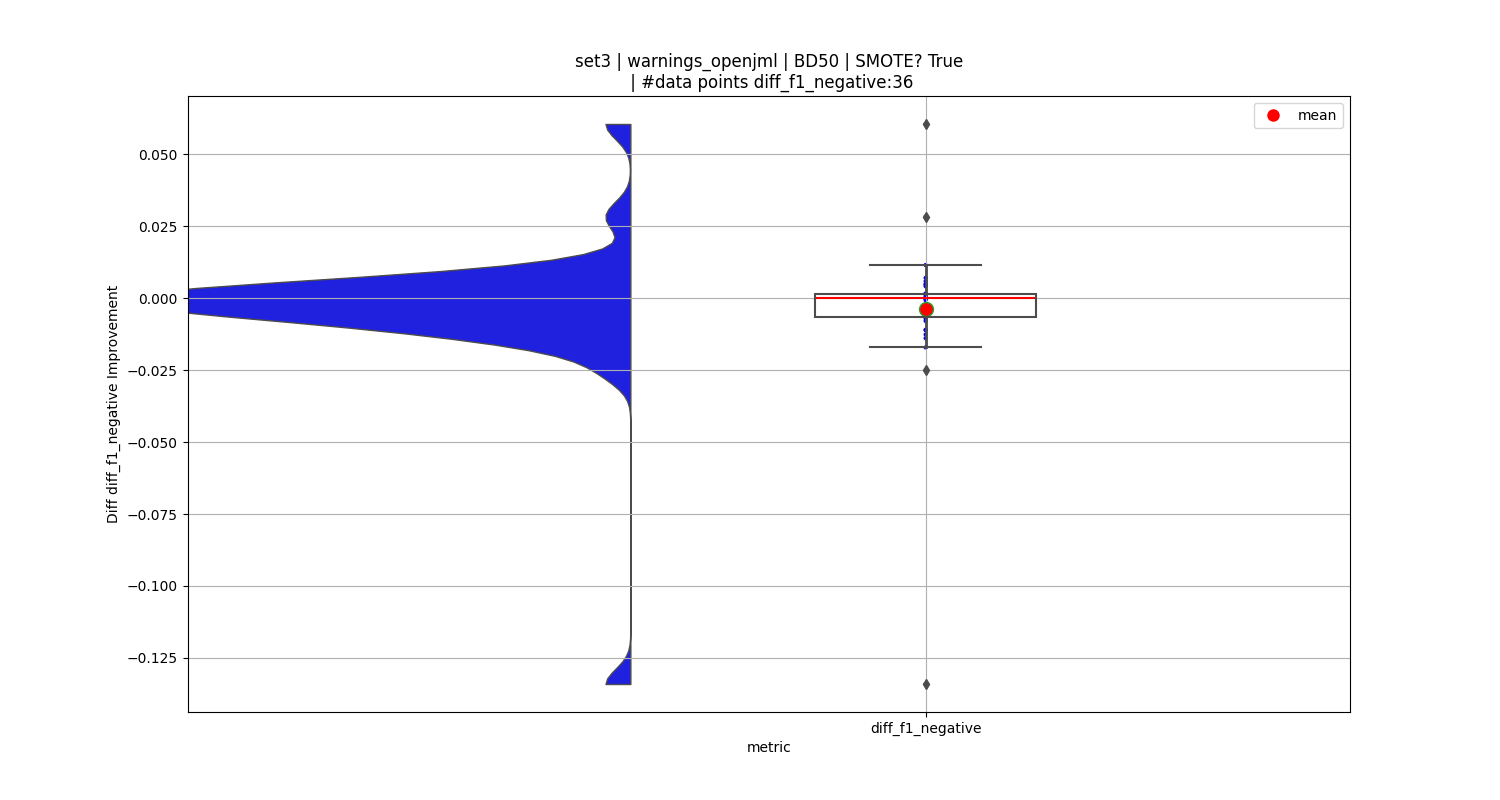 set3 | warnings_openjml | BD50 | SMOTE? True
| #data points diff_f1_negative:36
mean
0.050
0.025
0.000
−0.025
−0.050
−0.075
−0.100
−0.125
Diff diff_f1_negative Improvement
diff_f1_negative
metric